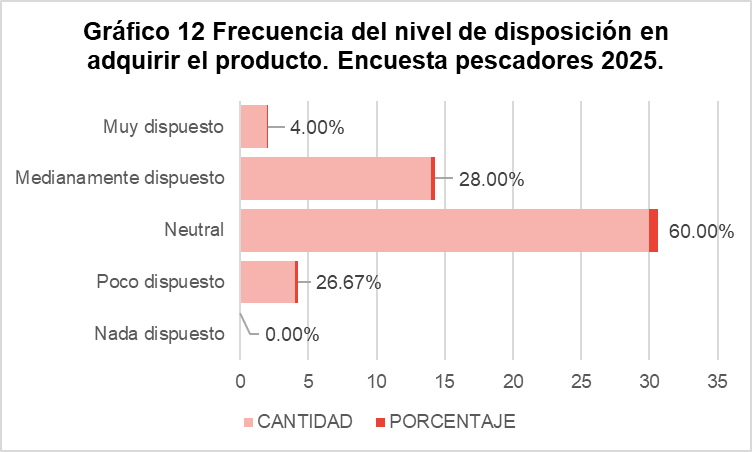 Gráfico 12 Frecuencia del nivel de disposición en
adquirir el producto. Encuesta pescadores 2025.
Muy dispuesto 4.00%
Medianamente dispuesto 28.00%
Neutral 60.00%
Poco dispuesto 26.67%
Nada dispuesto 0.00%
0 5 10 15 20 25 30 35
CANTIDAD PORCENTAJE